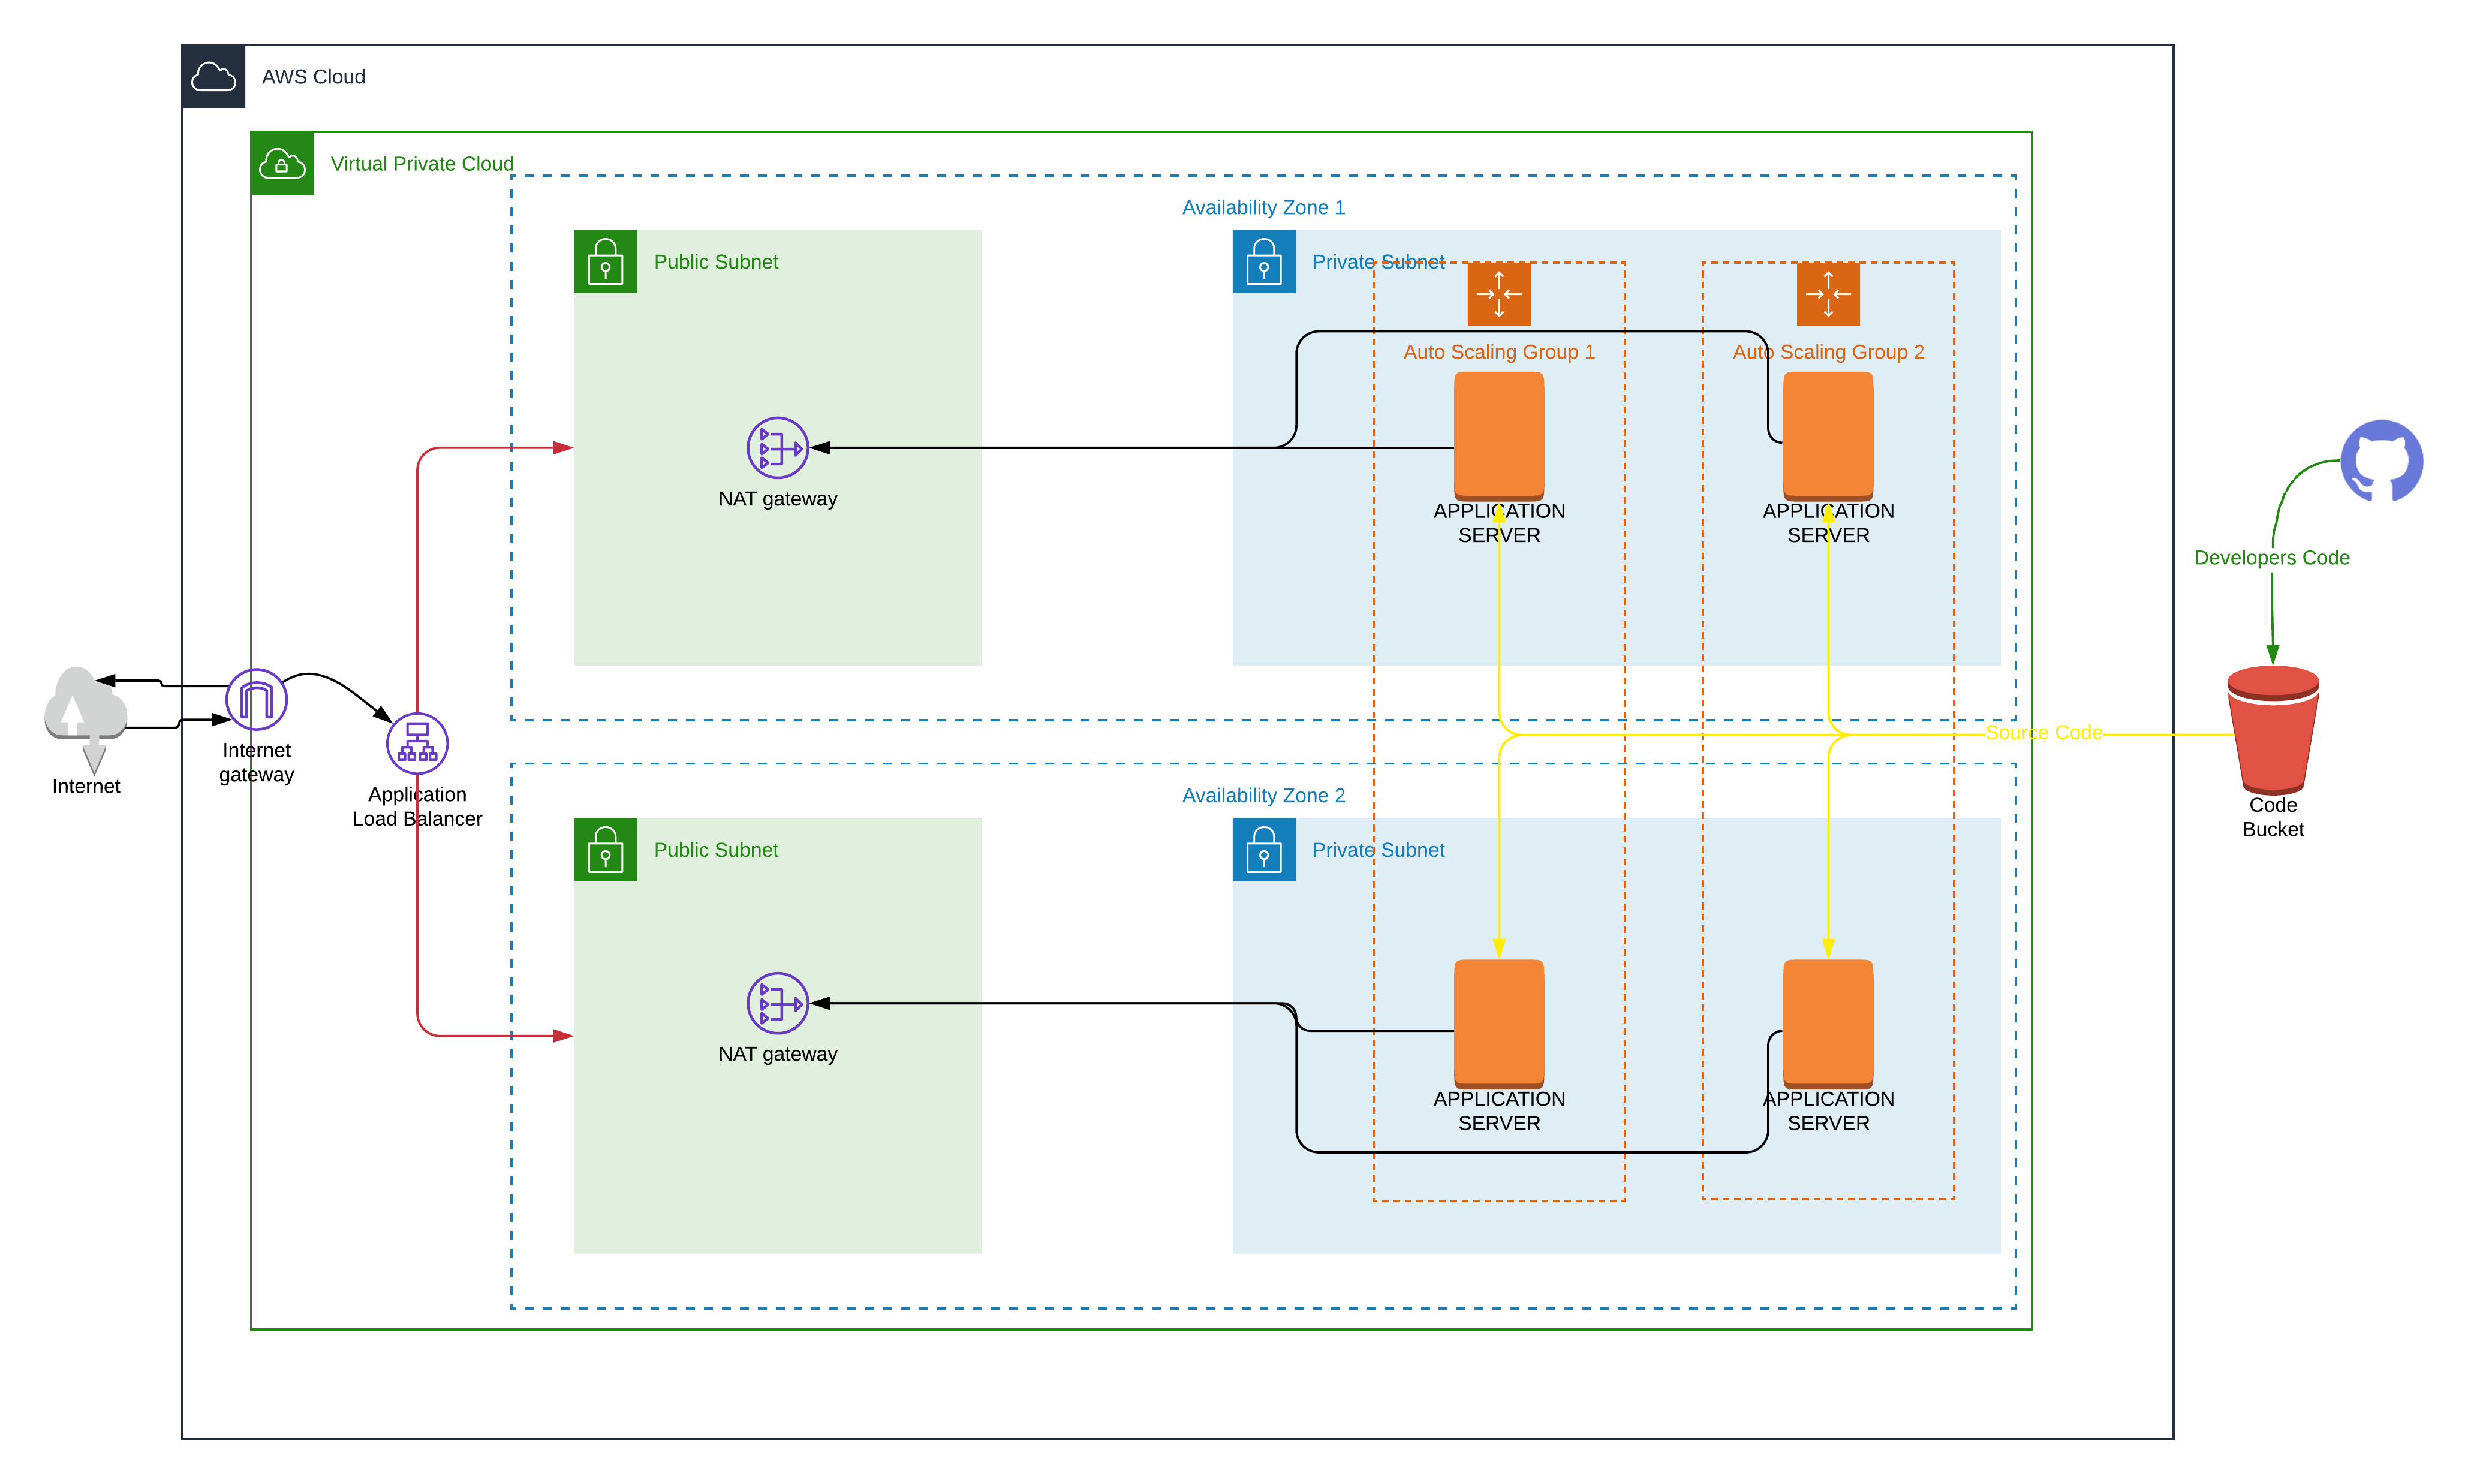 AWS Cloud
Virtual Private Cloud
Availability Zone 1
Public Subnet
Private Subnet
Auto Scaling Group 1
Auto Scaling Group 2
NAT gateway
APPLICATION
SERVER
APPLICATION
SERVER
Developers Code
Internet
Internet
gateway
Application
Load Balancer
Source Code
Code
Bucket
Availability Zone 2
Public Subnet
Private Subnet
NAT gateway
APPLICATION
SERVER
APPLICATION
SERVER